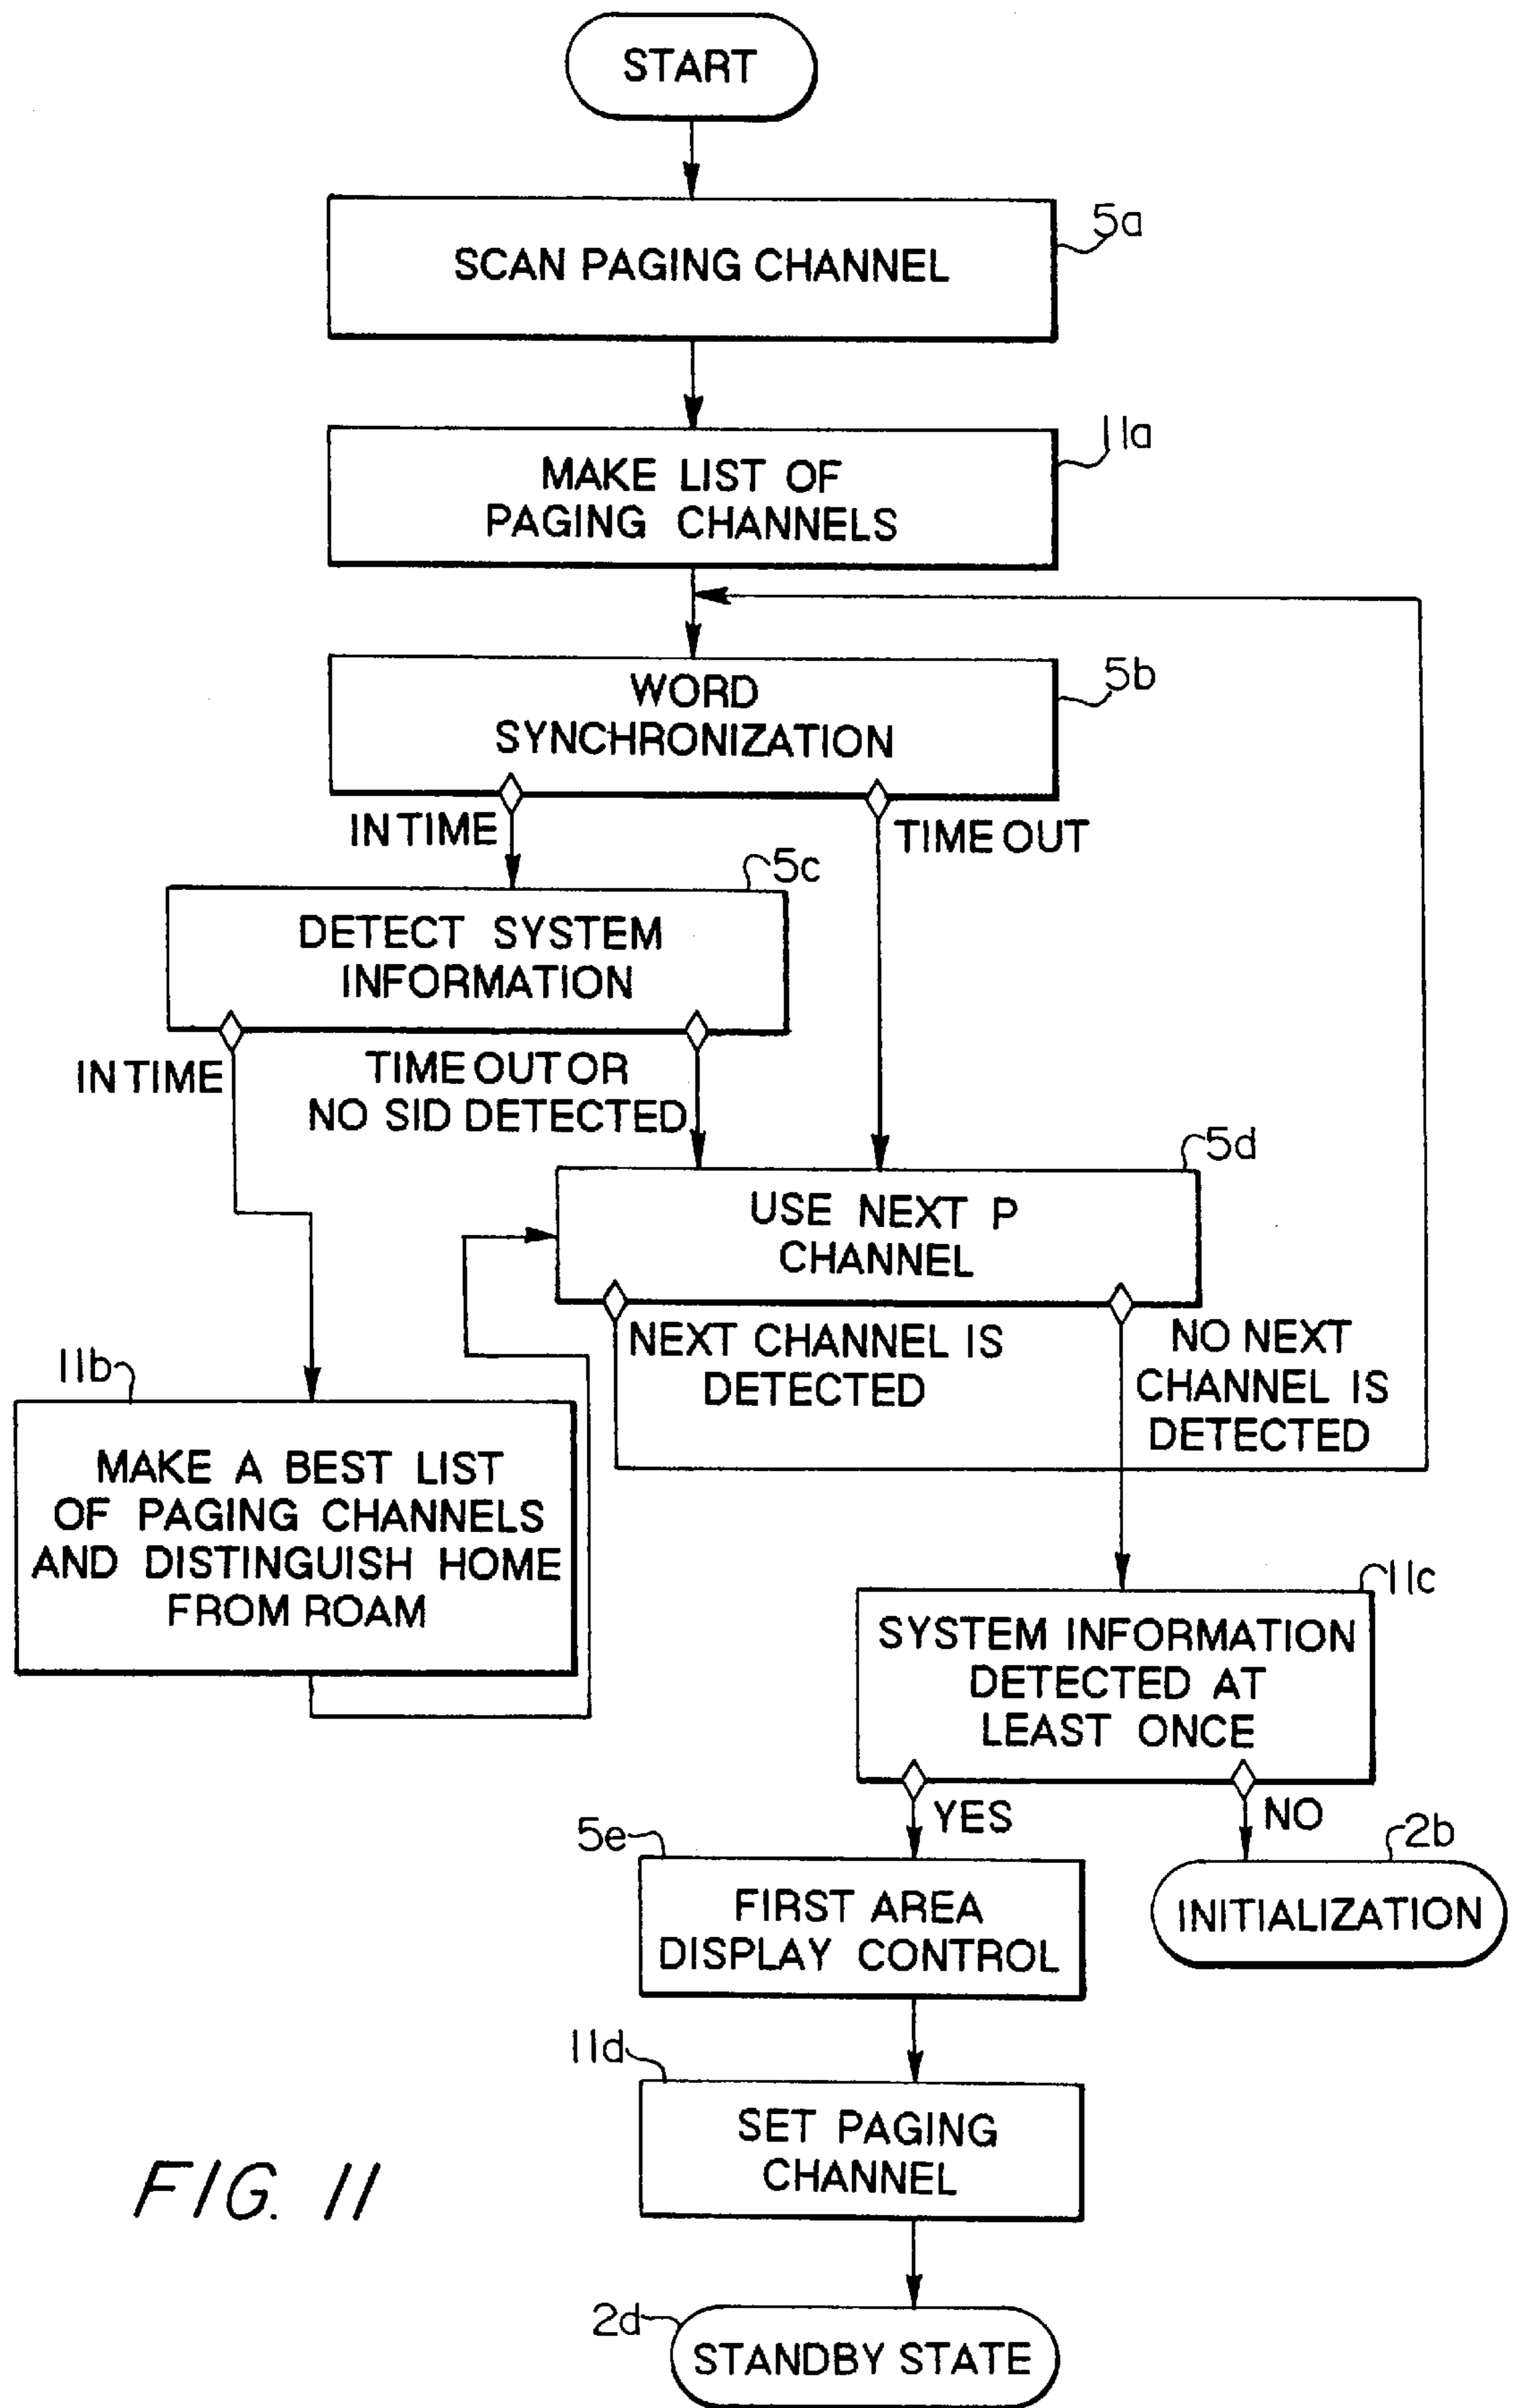 START
5a
SCAN PAGING CHANNEL
11a
MAKE LIST OF
PAGING CHANNELS
5b
WORD
SYNCHRONIZATION
IN TIME
TIME OUT
5c
DETECT SYSTEM
INFORMATION
IN TIME
TIME OUT OR
NO SID DETECTED
5d
USE NEXT P
CHANNEL
NEXT CHANNEL IS
DETECTED
NO NEXT
CHANNEL IS
DETECTED
11b
MAKE A BEST LIST
OF PAGING CHANNELS
AND DISTINGUISH HOME
FROM ROAM
11c
SYSTEM INFORMATION
DETECTED AT
LEAST ONCE
YES
NO
5e
FIRST AREA
DISPLAY CONTROL
2b
INITIALIZATION
11d
SET PAGING
CHANNEL
FIG. 11
2d
STANDBY STATE